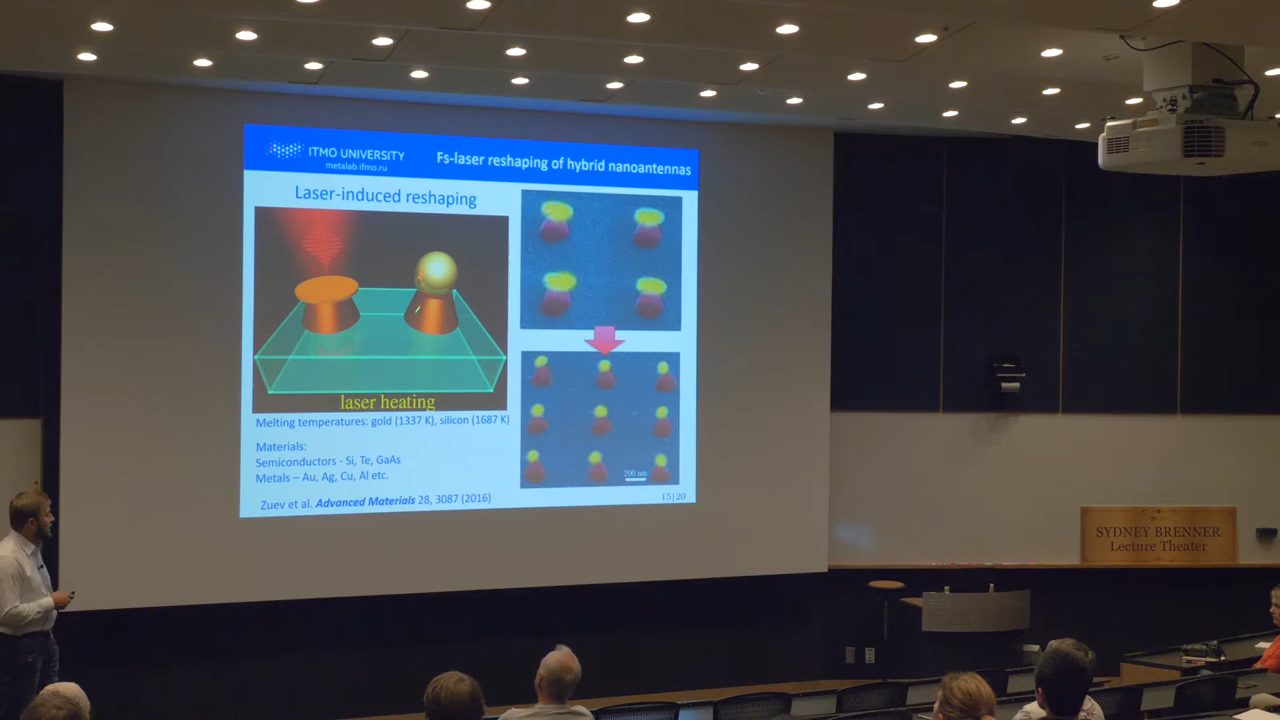 ITMO UNIVERSITY
metalab.ifmo.ru
Fs-laser reshaping of hybrid nanoantennas
Laser-induced reshaping
laser heating
Melting temperatures: gold (1337 K), silicon (1687 K)
Materials:
Semiconductors - Si, Te, GaAs
Metals – Au, Ag, Cu, Al etc.
Zuev et al. Advanced Materials 28, 3087 (2016)
200 nm
15|20
SYDNEY BRENNER
Lecture Theater